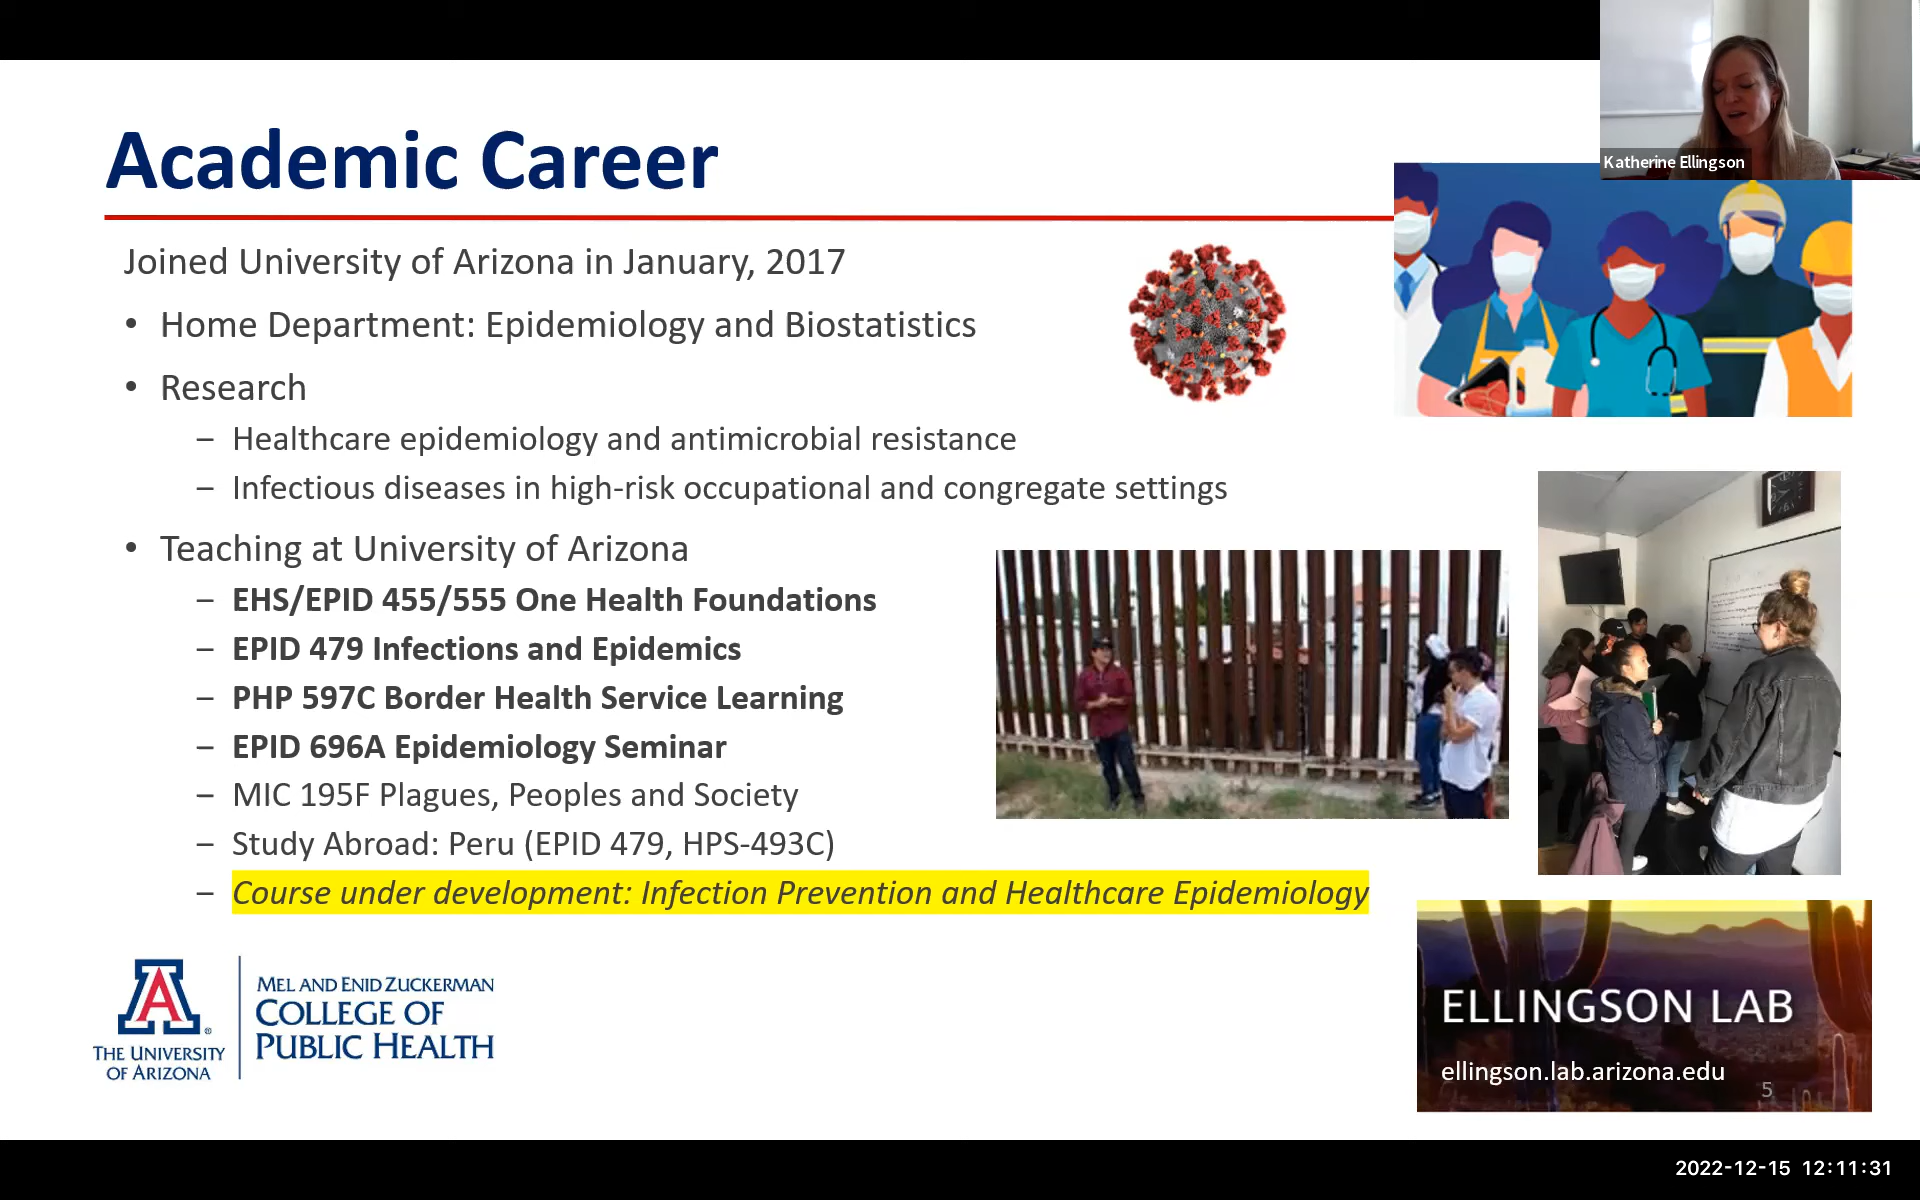 Katherine Ellingson
Academic Career
Joined University of Arizona in January, 2017
• Home Department: Epidemiology and Biostatistics
• Research
– Healthcare epidemiology and antimicrobial resistance
– Infectious diseases in high-risk occupational and congregate settings
• Teaching at University of Arizona
– EHS/EPID 455/555 One Health Foundations
– EPID 479 Infections and Epidemics
– PHP 597C Border Health Service Learning
– EPID 696A Epidemiology Seminar
– MIC 195F Plagues, Peoples and Society
– Study Abroad: Peru (EPID 479, HPS-493C)
– Course under development: Infection Prevention and Healthcare Epidemiology
A
®
THE UNIVERSITY
OF ARIZONA
MEL AND ENID ZUCKERMAN
COLLEGE OF
PUBLIC HEALTH
ELLINGSON LAB
ellingson.lab.arizona.edu
5
2022-12-15 12:11:31